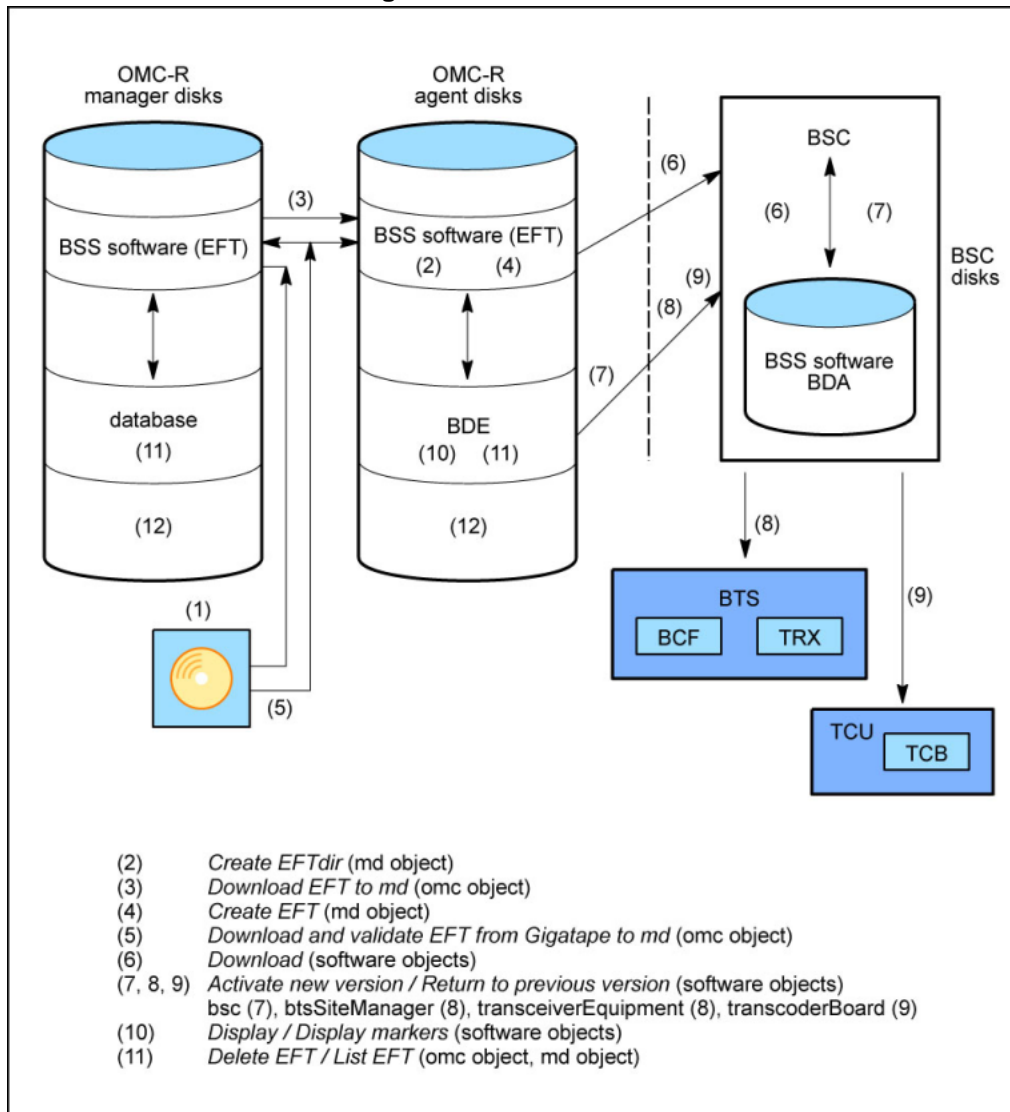 OMC-R
manager disks
OMC-R
agent disks
BSC
(6)
(3)
(6)
(7)
BSS software (EFT)
BSS software (EFT)
(2) (4)
BSC
disks
(9)
(8)
BSS software
BDA
(7)
database
(11)
BDE
(10) (11)
(12)
(12)
(8)
(1)
BTS
BCF
TRX
(9)
(5)
TCU
TCB
(2) Create EFTdir (md object)
(3) Download EFT to md (omc object)
(4) Create EFT (md object)
(5) Download and validate EFT from Gigatape to md (omc object)
(6) Download (software objects)
(7, 8, 9) Activate new version / Return to previous version (software objects)
bsc (7), btsSiteManager (8), transceiverEquipment (8), transcoderBoard (9)
(10) Display / Display markers (software objects)
(11) Delete EFT / List EFT (omc object, md object)